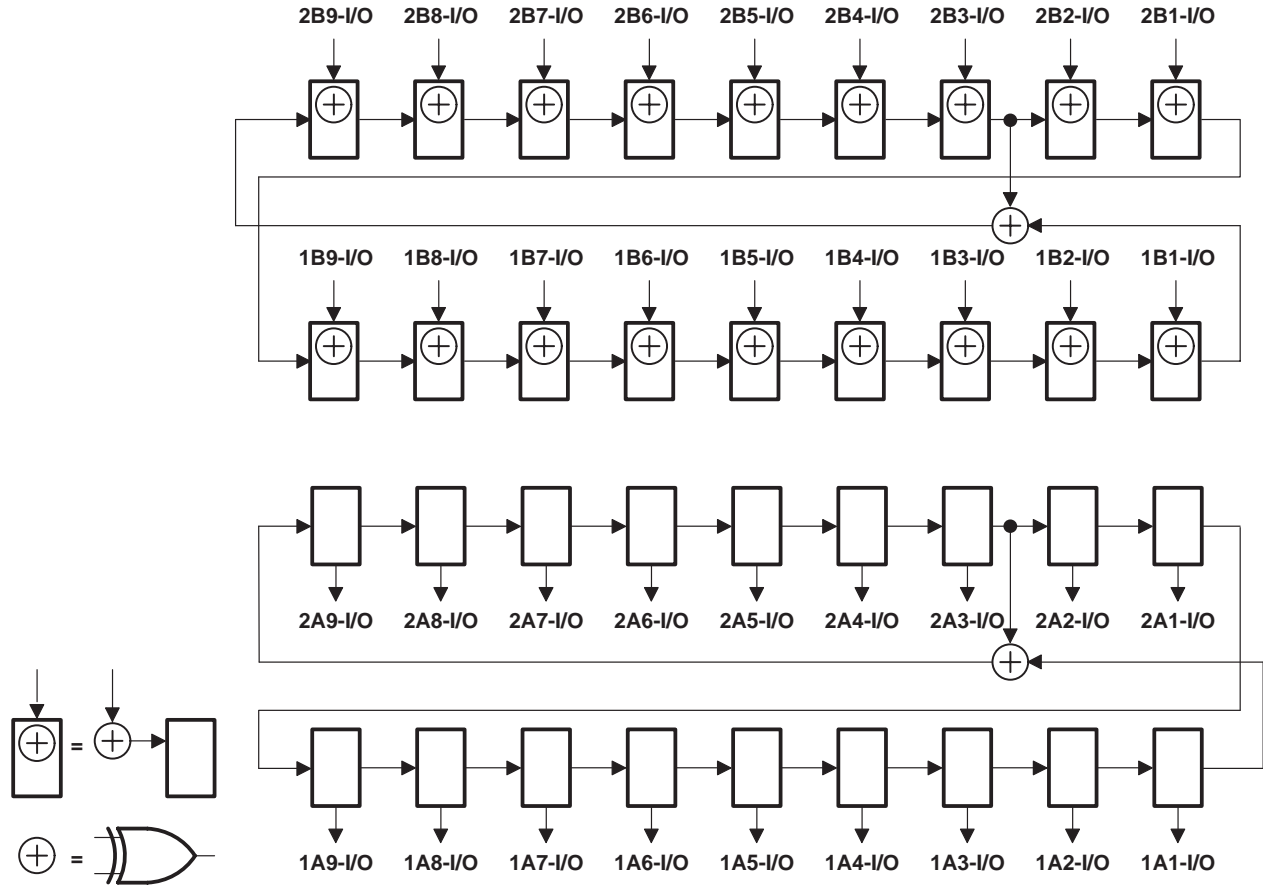 2B9-I/O 2B8-I/O 2B7-I/O 2B6-I/O 2B5-I/O 2B4-I/O 2B3-I/O 2B2-I/O 2B1-I/O
1B9-I/O 1B8-I/O 1B7-I/O 1B6-I/O 1B5-I/O 1B4-I/O 1B3-I/O 1B2-I/O 1B1-I/O
2A9-I/O 2A8-I/O 2A7-I/O 2A6-I/O 2A5-I/O 2A4-I/O 2A3-I/O 2A2-I/O 2A1-I/O
=
=
1A9-I/O 1A8-I/O 1A7-I/O 1A6-I/O 1A5-I/O 1A4-I/O 1A3-I/O 1A2-I/O 1A1-I/O